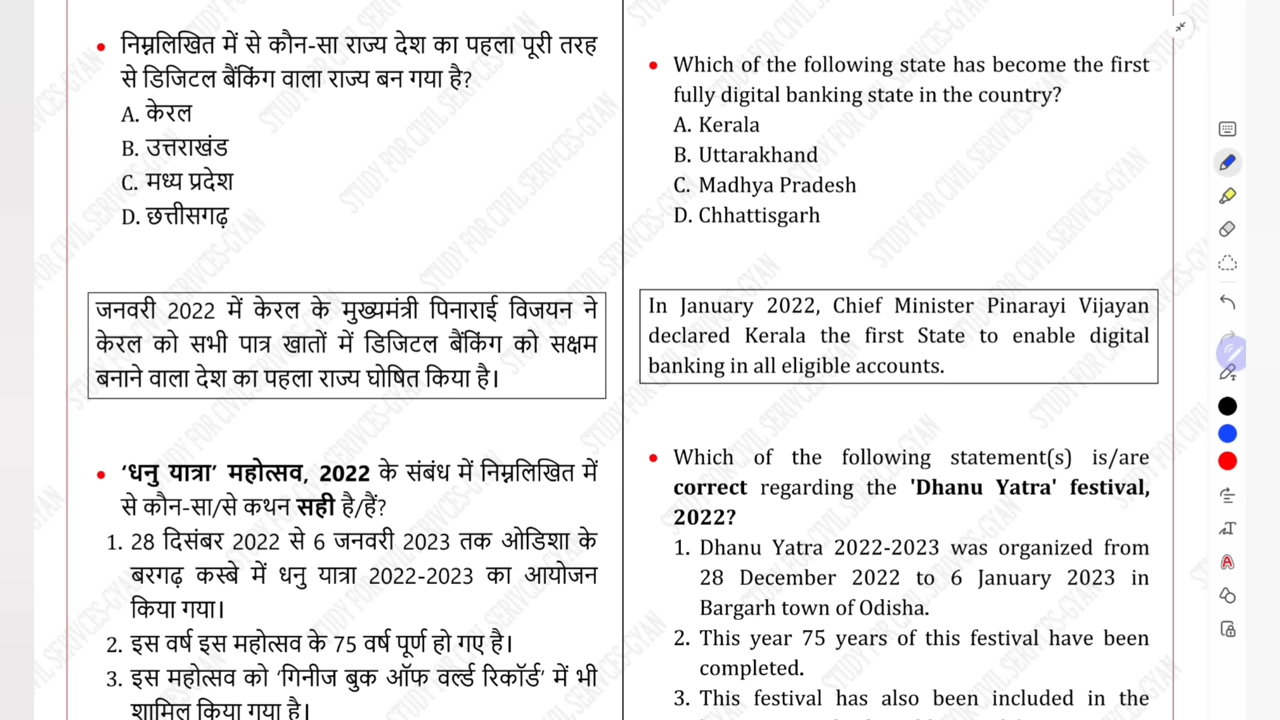 • निम्नलिखित में से कौन-सा राज्य देश का पहला पूरी तरह
से डिजिटल बैंकिंग वाला राज्य बन गया है?
A. केरल
B. उत्तराखंड
C. मध्य प्रदेश
D. छत्तीसगढ़
जनवरी 2022 में केरल के मुख्यमंत्री पिनाराई विजयन ने
केरल को सभी पात्र खातों में डिजिटल बैंकिंग को सक्षम
बनाने वाला देश का पहला राज्य घोषित किया है।
• ‘धनु यात्रा’ महोत्सव, 2022 के संबंध में निम्नलिखित में
से कौन-सा/से कथन सही है/हैं?
1. 28 दिसंबर 2022 से 6 जनवरी 2023 तक ओडिशा के
बरगढ़ कस्बे में धनु यात्रा 2022-2023 का आयोजन
किया गया।
2. इस वर्ष इस महोत्सव के 75 वर्ष पूर्ण हो गए है।
3. इस महोत्सव को ‘गिनीज बुक ऑफ वर्ल्ड रिकॉर्ड’ में भी
शामिल किया गया है।
• Which of the following state has become the first
fully digital banking state in the country?
A. Kerala
B. Uttarakhand
C. Madhya Pradesh
D. Chhattisgarh
In January 2022, Chief Minister Pinarayi Vijayan
declared Kerala the first State to enable digital
banking in all eligible accounts.
• Which of the following statement(s) is/are
correct regarding the 'Dhanu Yatra' festival,
2022?
1. Dhanu Yatra 2022-2023 was organized from
28 December 2022 to 6 January 2023 in
Bargarh town of Odisha.
2. This year 75 years of this festival have been
completed.
3. This festival has also been included in the
STUDY FOR CIVIL SERIVCES-GYAN